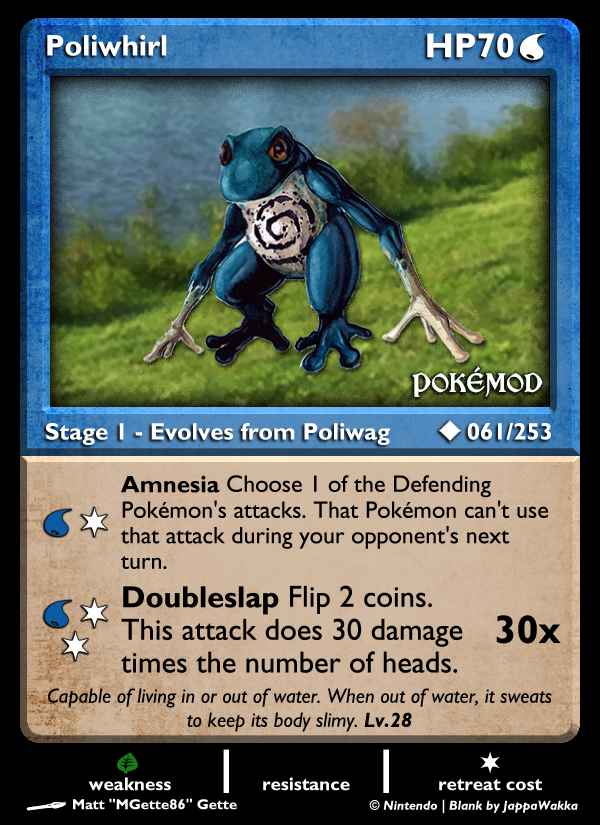 Poliwhirl HP70
POKÉMOD
Stage 1 - Evolves from Poliwag 061/253
Amnesia Choose 1 of the Defending
Pokémon's attacks. That Pokémon can't use
that attack during your opponent's next
turn.
Doubleslap Flip 2 coins.
This attack does 30 damage 30x
times the number of heads.
Capable of living in or out of water. When out of water, it sweats
to keep its body slimy. Lv.28
weakness resistance retreat cost
Matt "MGette86" Gette © Nintendo | Blank by JappaWakka